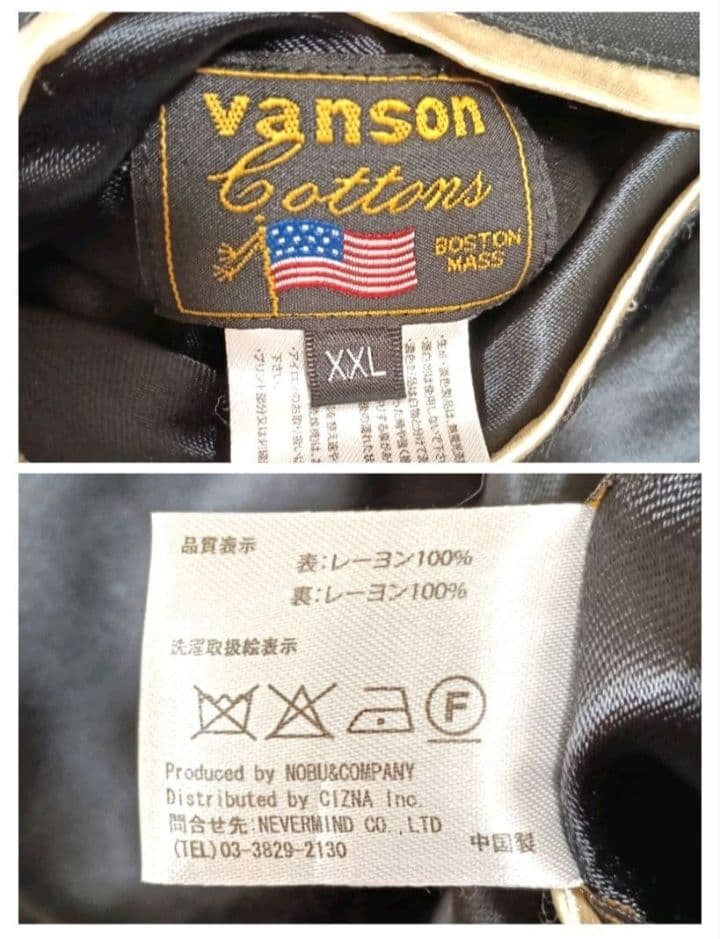 vanson
Cottons
BOSTON
MASS
XXL
品質表示
表:レーヨン100%
裏:レーヨン100%
洗濯取扱絵表示
F
Produced by NOBU&COMPANY
Distributed by CIZNA Inc.
問合せ先:NEVERMIND CO.,LTD
(TEL)03-3829-2130
中国製